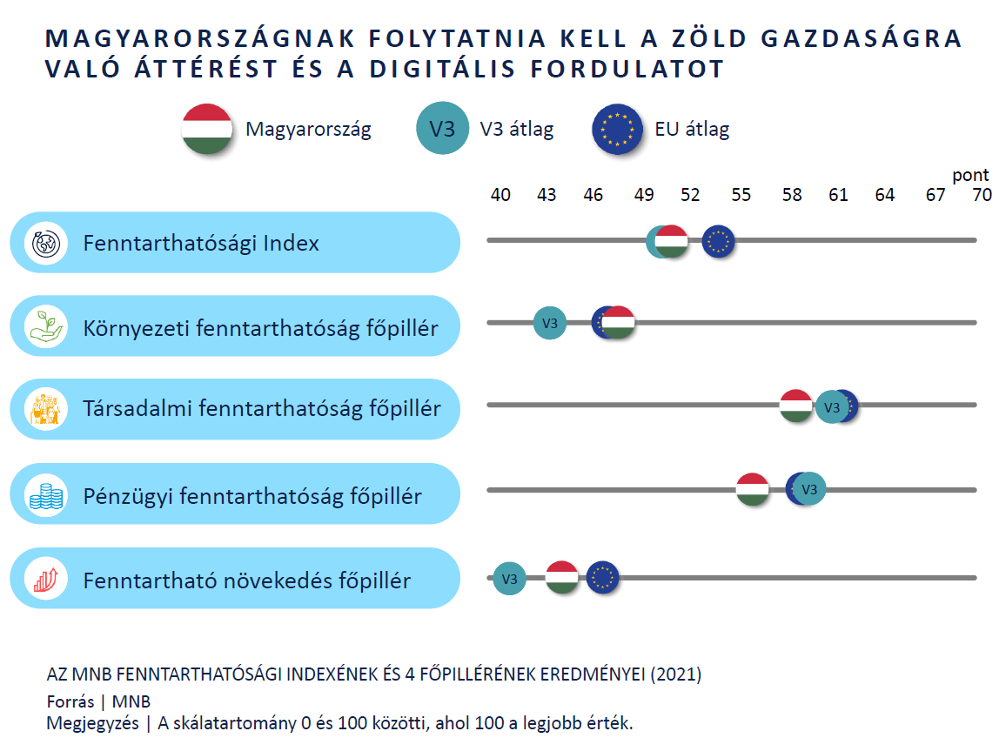 MAGYARORSZÁGNAK FOLYTATNIA KELL A ZÖLD GAZDASÁGRA
VALÓ ÁTTÉRÉST ÉS A DIGITÁLIS FORDULATOT
Magyarország V3 V3 átlag EU átlag
pont
40 43 46 49 52 55 58 61 64 67 70
Fenntarthatósági Index
Környezeti fenntarthatóság főpillér V3
Társadalmi fenntarthatóság főpillér V3
Pénzügyi fenntarthatóság főpillér V3
Fenntartható növekedés főpillér V3
AZ MNB FENNTARTHATÓSÁGI INDEXÉNEK ÉS 4 FŐPILLÉRÉNEK EREDMÉNYEI (2021)
Forrás | MNB
Megjegyzés | A skálatartomány 0 és 100 közötti, ahol 100 a legjobb érték.